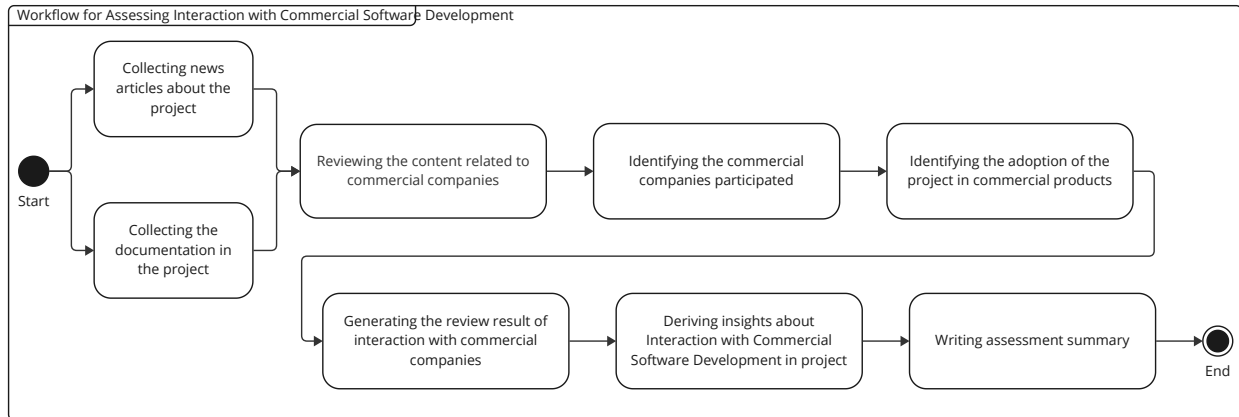 Workflow for Assessing Interaction with Commercial Software Development
Collecting news
articles about the
project
Start
Collecting the
documentation in
the project
Reviewing the content related to
commercial companies
Identifying the commercial
companies participated
Identifying the adoption of the
project in commercial products
Generating the review result of
interaction with commercial
companies
Deriving insights about
Interaction with Commercial
Software Development in project
Writing assessment summary
End